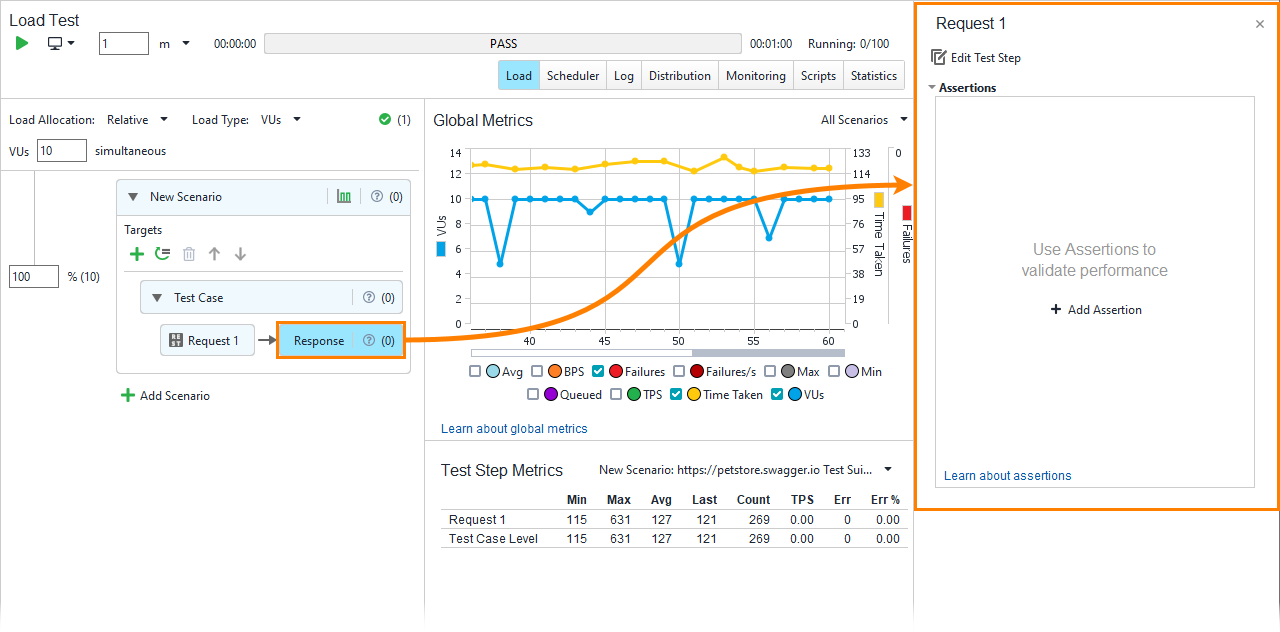 Load Test
1 m 00:00:00 PASS 00:01:00 Running: 0/100
Load Scheduler Log Distribution Monitoring Scripts Statistics
Load Allocation: Relative Load Type: VUs (1)
VUs 10 simultaneous
New Scenario (0)
Targets
100 % (10)
Test Case (0)
REST Request 1 Response (0)
Add Scenario
Global Metrics All Scenarios
14 133 0
12 114
10 95
8 76
6 57
4 38
2 19
0 0
VUs
Time Taken
Failures
40 45 50 55 60
Avg BPS Failures Failures/s Max Min
Queued TPS Time Taken VUs
Learn about global metrics
Test Step Metrics New Scenario: https://petstore.swagger.io Test Sui...
Min Max Avg Last Count TPS Err Err %
Request 1 115 631 127 121 269 0.00 0 0.00
Test Case Level 115 631 127 121 269 0.00 0 0.00
Request 1
Edit Test Step
Assertions
Use Assertions to
validate performance
Add Assertion
Learn about assertions